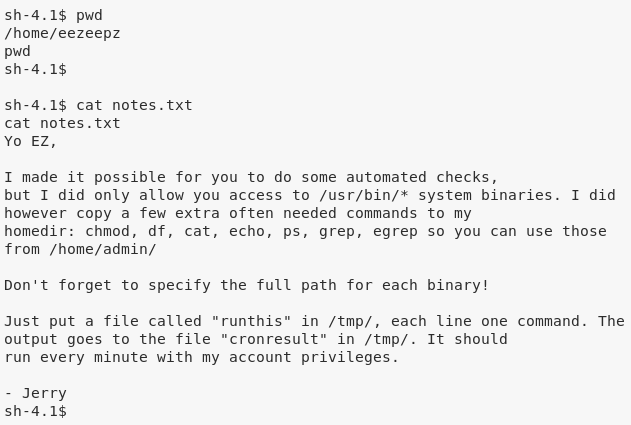 sh-4.1$ pwd
/home/eezeepz
pwd
sh-4.1$
sh-4.1$ cat notes.txt
cat notes.txt
Yo EZ,
I made it possible for you to do some automated checks,
but I did only allow you access to /usr/bin/* system binaries. I did
however copy a few extra often needed commands to my
homedir: chmod, df, cat, echo, ps, grep, egrep so you can use those
from /home/admin/
Don't forget to specify the full path for each binary!
Just put a file called "runthis" in /tmp/, each line one command. The
output goes to the file "cronresult" in /tmp/. It should
run every minute with my account privileges.
- Jerry
sh-4.1$